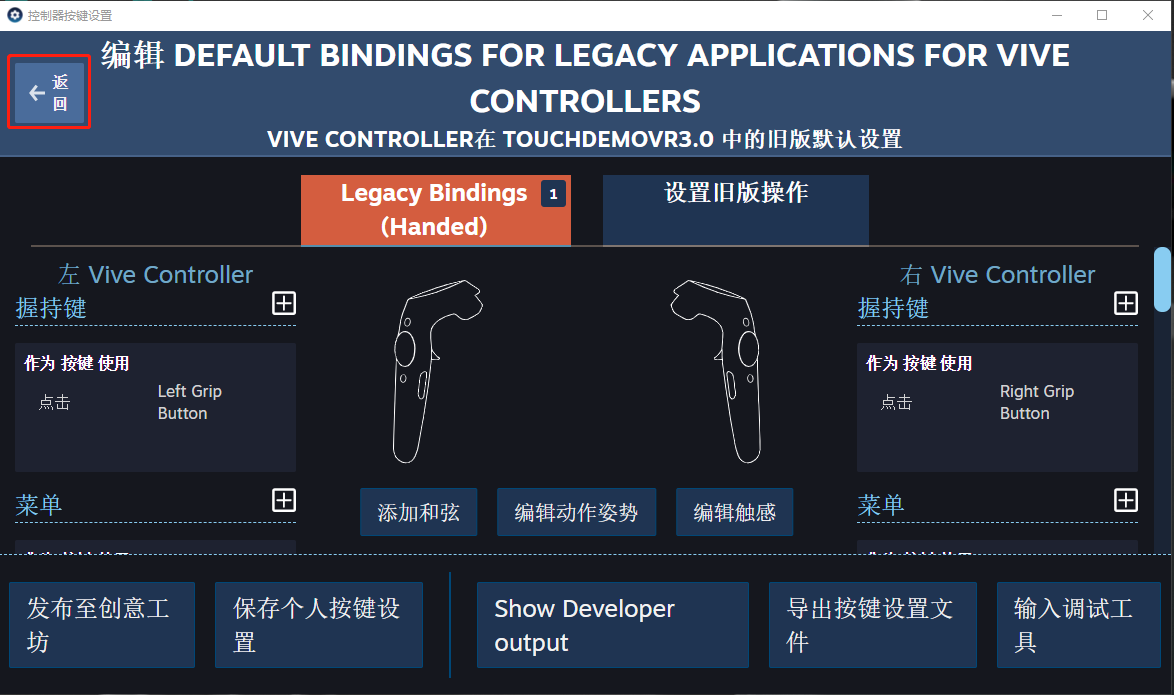 控制器按键设置
返
回
编辑 DEFAULT BINDINGS FOR LEGACY APPLICATIONS FOR VIVE
CONTROLLERS
VIVE CONTROLLER在 TOUCHDEMOVR3.0 中的旧版默认设置
Legacy Bindings 1
(Handed)
设置旧版操作
左 Vive Controller
握持键
作为 按键 使用
点击
Left Grip
Button
菜单
右 Vive Controller
握持键
作为 按键 使用
点击
Right Grip
Button
菜单
添加和弦
编辑动作姿势
编辑触感
发布至创意工
坊
保存个人按键设
置
Show Developer
output
导出按键设置文
件
输入调试工
具